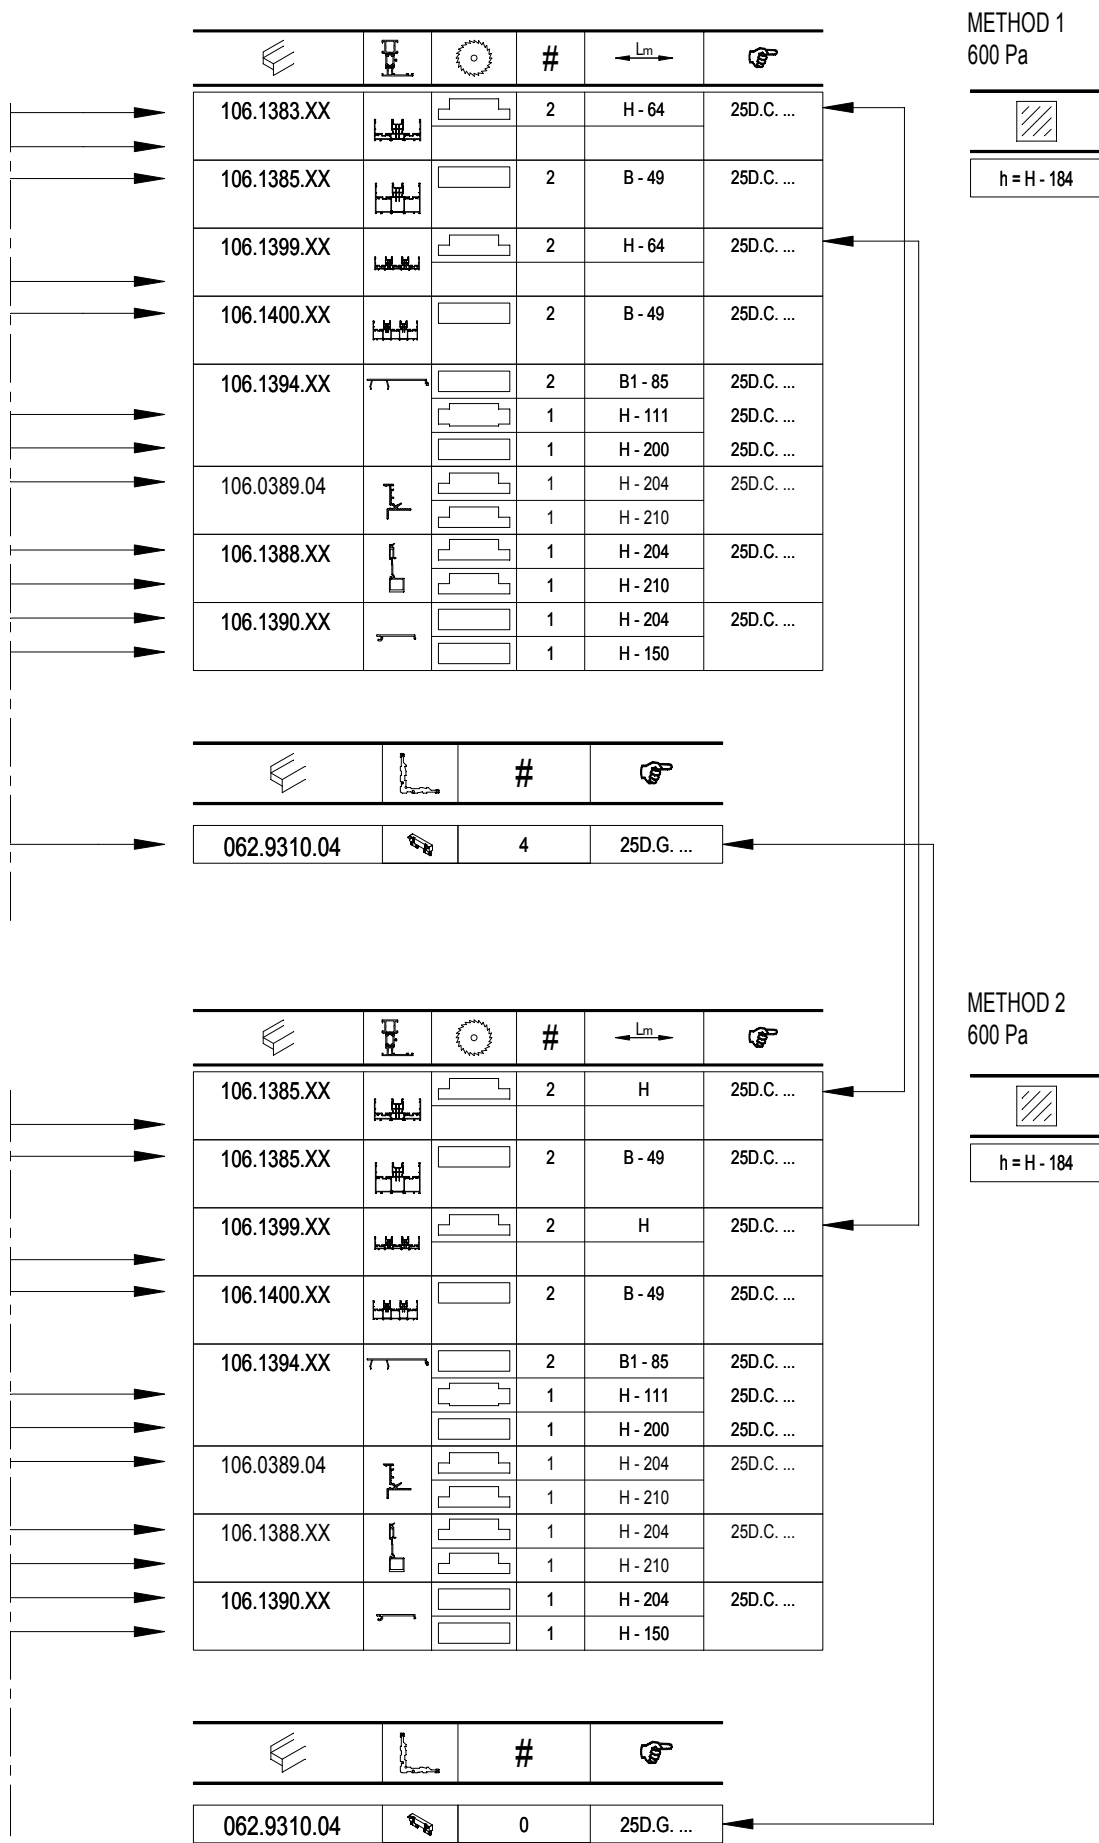 METHOD 1
600 Pa
# Lm
106.1383.XX 2 H - 64 25D.C. ...
h = H - 184
106.1385.XX 2 B - 49 25D.C. ...
106.1399.XX 2 H - 64 25D.C. ...
106.1400.XX 2 B - 49 25D.C. ...
106.1394.XX 2 B1 - 85 25D.C. ...
1 H - 111 25D.C. ...
1 H - 200 25D.C. ...
106.0389.04 1 H - 204 25D.C. ...
1 H - 210
106.1388.XX 1 H - 204 25D.C. ...
1 H - 210
106.1390.XX 1 H - 204 25D.C. ...
1 H - 150
#
062.9310.04 4 25D.G. ...
METHOD 2
600 Pa
# Lm
106.1385.XX 2 H 25D.C. ...
h = H - 184
106.1385.XX 2 B - 49 25D.C. ...
106.1399.XX 2 H 25D.C. ...
106.1400.XX 2 B - 49 25D.C. ...
106.1394.XX 2 B1 - 85 25D.C. ...
1 H - 111 25D.C. ...
1 H - 200 25D.C. ...
106.0389.04 1 H - 204 25D.C. ...
1 H - 210
106.1388.XX 1 H - 204 25D.C. ...
1 H - 210
106.1390.XX 1 H - 204 25D.C. ...
1 H - 150
#
062.9310.04 0 25D.G. ...